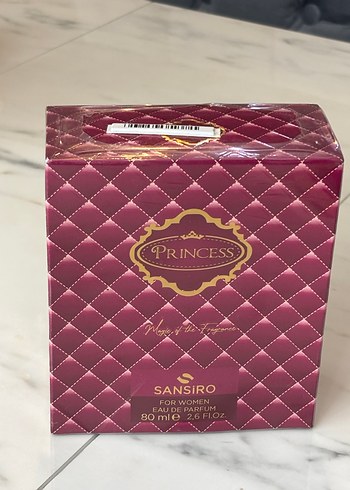 PRINCESS
Magic of the Fragrance
SANSiRO
FOR WOMEN
EAU DE PARFUM
80 ml e 2,6 Fl.Oz.